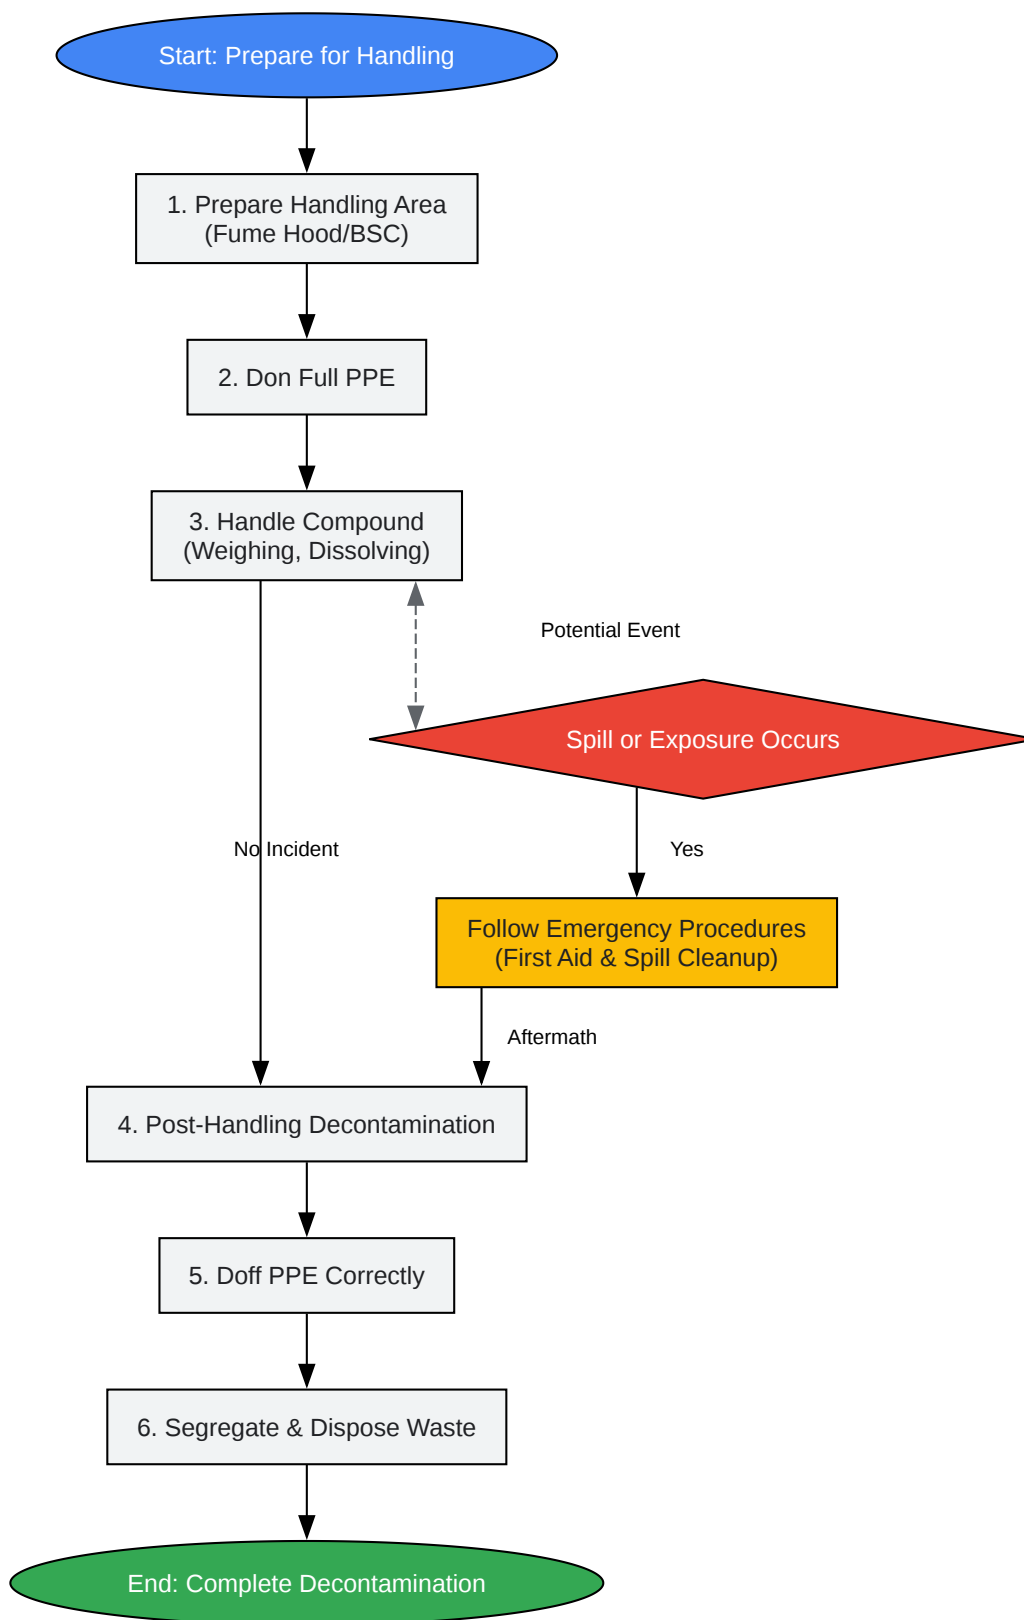 Start: Prepare for Handling
1. Prepare Handling Area
(Fume Hood/BSC)
2. Don Full PPE
3. Handle Compound
(Weighing, Dissolving)
Potential Event
Spill or Exposure Occurs
No Incident
Yes
Follow Emergency Procedures
(First Aid & Spill Cleanup)
Aftermath
4. Post-Handling Decontamination
5. Doff PPE Correctly
6. Segregate & Dispose Waste
End: Complete Decontamination